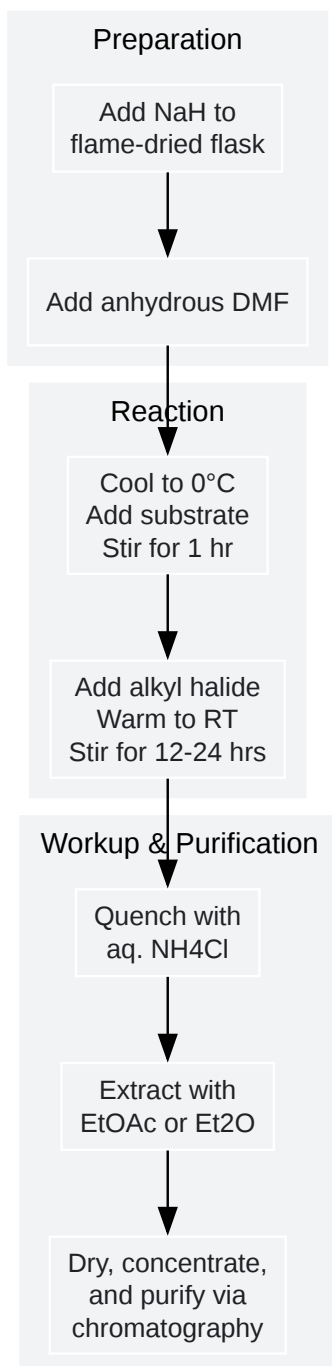 Preparation
Add NaH to
flame-dried flask
Add anhydrous DMF
Reaction
Cool to 0°C
Add substrate
Stir for 1 hr
Add alkyl halide
Warm to RT
Stir for 12-24 hrs
Workup & Purification
Quench with
aq. NH4Cl
Extract with
EtOAc or Et2O
Dry, concentrate,
and purify via
chromatography